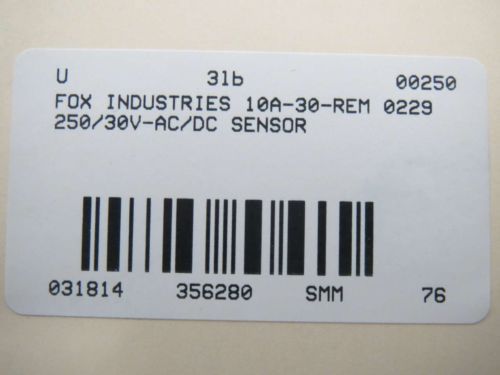 U 31b 00250
FOX INDUSTRIES 10A-30-REM 0229
250/30V-AC/DC SENSOR
031814 356280 SMM 76